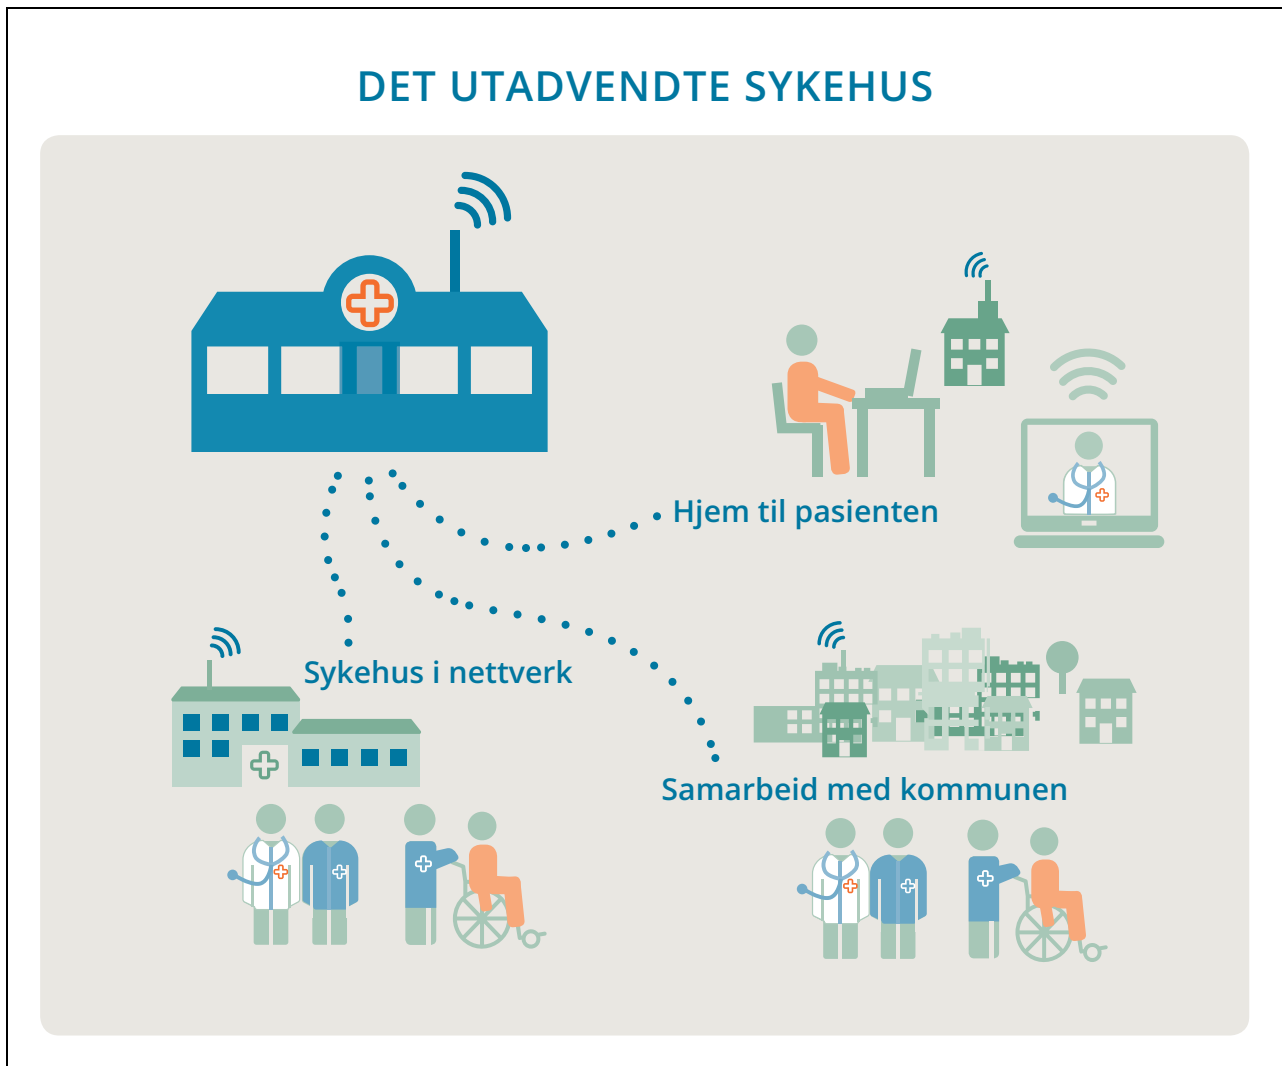 DET UTADVENDTE SYKEHUS
Hjem til pasienten
Sykehus i nettverk
Samarbeid med kommunen